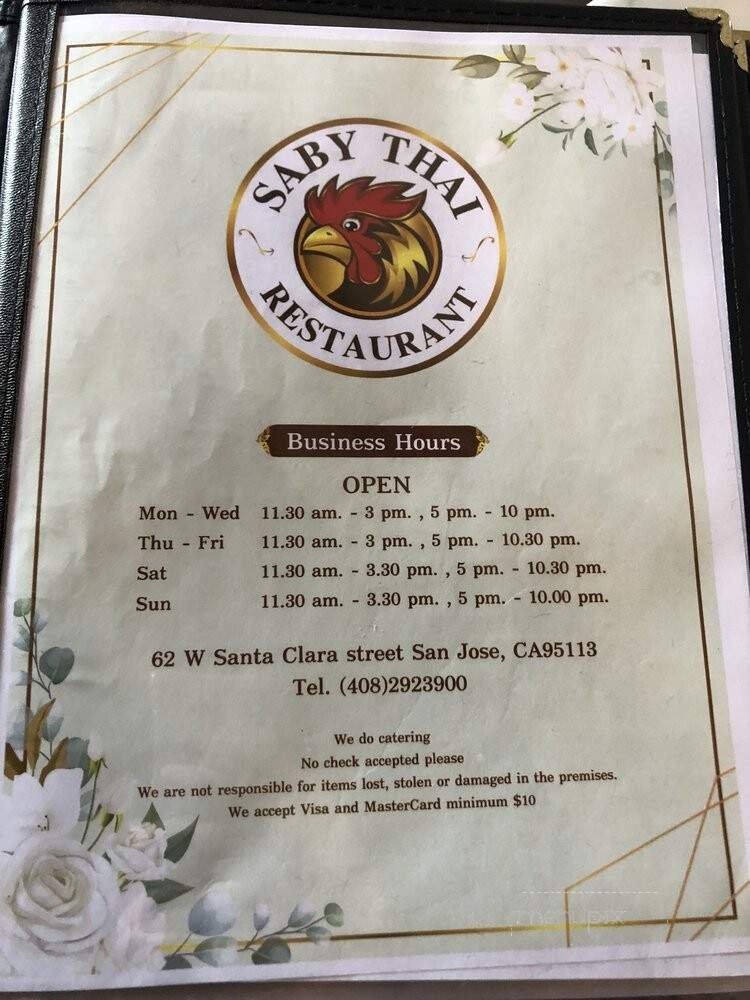 SABY THAI
RESTAURANT
Business Hours
OPEN
Mon - Wed 11.30 am. - 3 pm. , 5 pm. - 10 pm.
Thu - Fri 11.30 am. - 3 pm. , 5 pm. - 10.30 pm.
Sat 11.30 am. - 3.30 pm. , 5 pm. - 10.30 pm.
Sun 11.30 am. - 3.30 pm. , 5 pm. - 10.00 pm.
62 W Santa Clara street San Jose, CA95113
Tel. (408)2923900
We do catering
No check accepted please
We are not responsible for items lost, stolen or damaged in the premises.
We accept Visa and MasterCard minimum $10
menupix